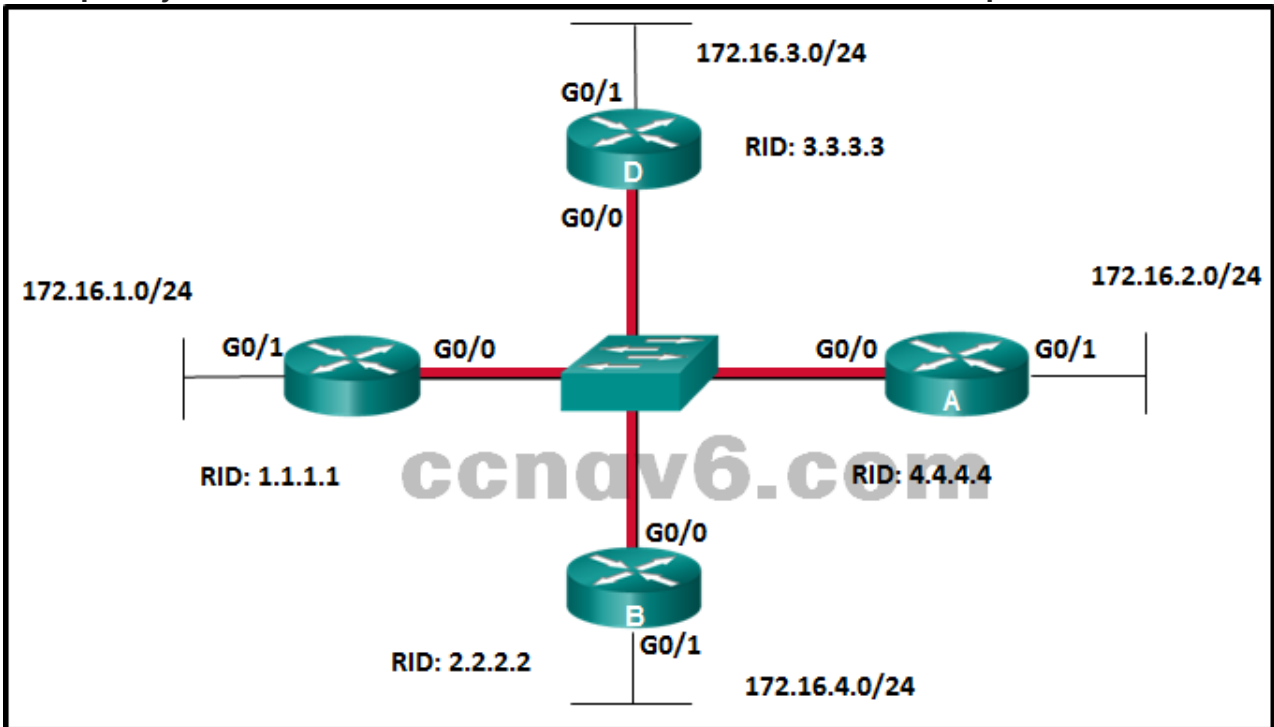 172.16.3.0/24
G0/1
RID: 3.3.3.3
D
G0/0
172.16.2.0/24
172.16.1.0/24
G0/1
G0/0
G0/0
G0/1
A
ccnav6.com
RID: 1.1.1.1
RID: 4.4.4.4
G0/0
B
G0/1
RID: 2.2.2.2
172.16.4.0/24